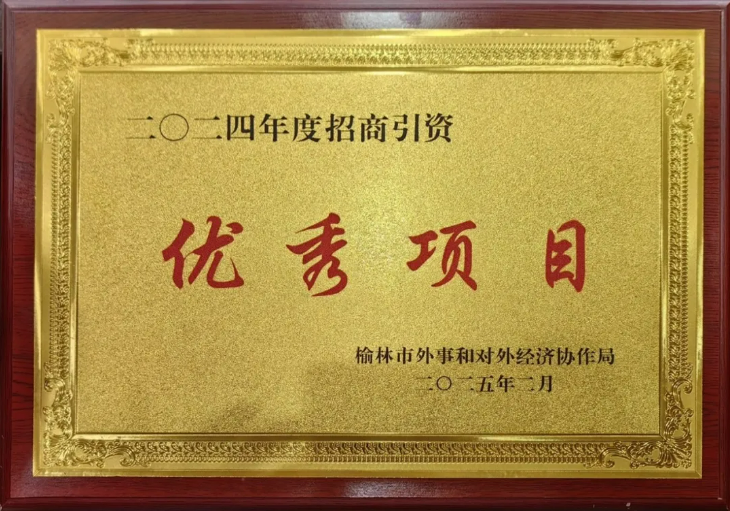 二〇二四年度招商引资
优秀项目
榆林市外事和对外经济协作局
二〇二五年二月